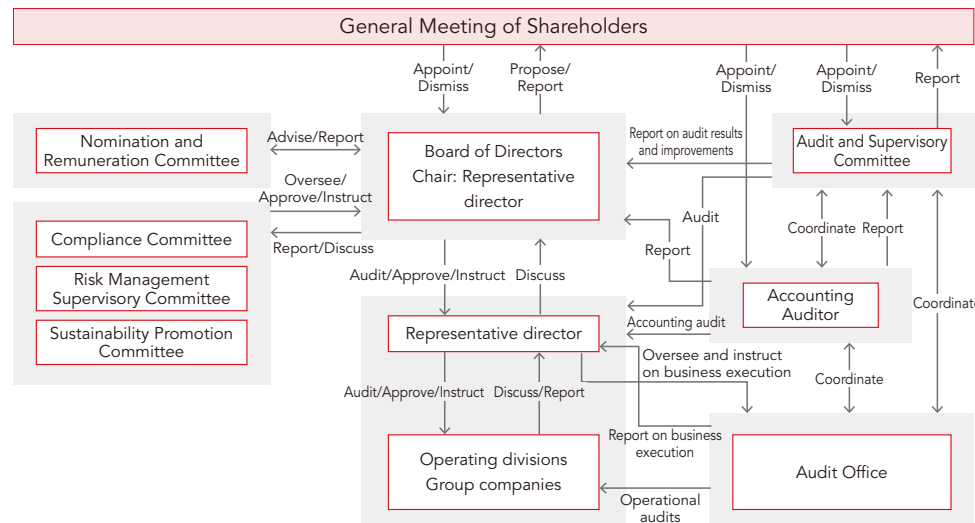 General Meeting of Shareholders
Appoint/
Dismiss
Propose/
Report
Appoint/
Dismiss
Appoint/
Dismiss
Report
Nomination and
Remuneration Committee
Advise/Report
Board of Directors
Chair: Representative
director
Report on audit results
and improvements
Audit and Supervisory
Committee
Oversee/
Approve/Instruct
Compliance Committee
Report/Discuss
Audit
Coordinate
Report
Report
Risk Management
Supervisory Committee
Audit/Approve/Instruct
Discuss
Accounting
Auditor
Coordinate
Sustainability Promotion
Committee
Representative director
Accounting audit
Oversee and instruct
on business execution
Audit/Approve/Instruct
Discuss/Report
Coordinate
Operating divisions
Group companies
Report on business
execution
Audit Office
Operational
audits